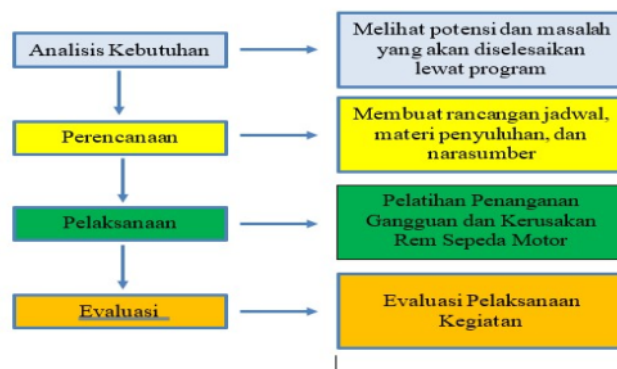 Analisis Kebutuhan
Melihat potensi dan masalah
yang akan diselesaikan
lewat program
Perencanaan
Membuat rancangan jadwal,
materi penyuluhan, dan
narasumber
Pelaksanaan
Pelatihan Penanganan
Gangguan dan Kerusakan
Rem Sepeda Motor
Evaluasi
Evaluasi Pelaksanaan
Kegiatan